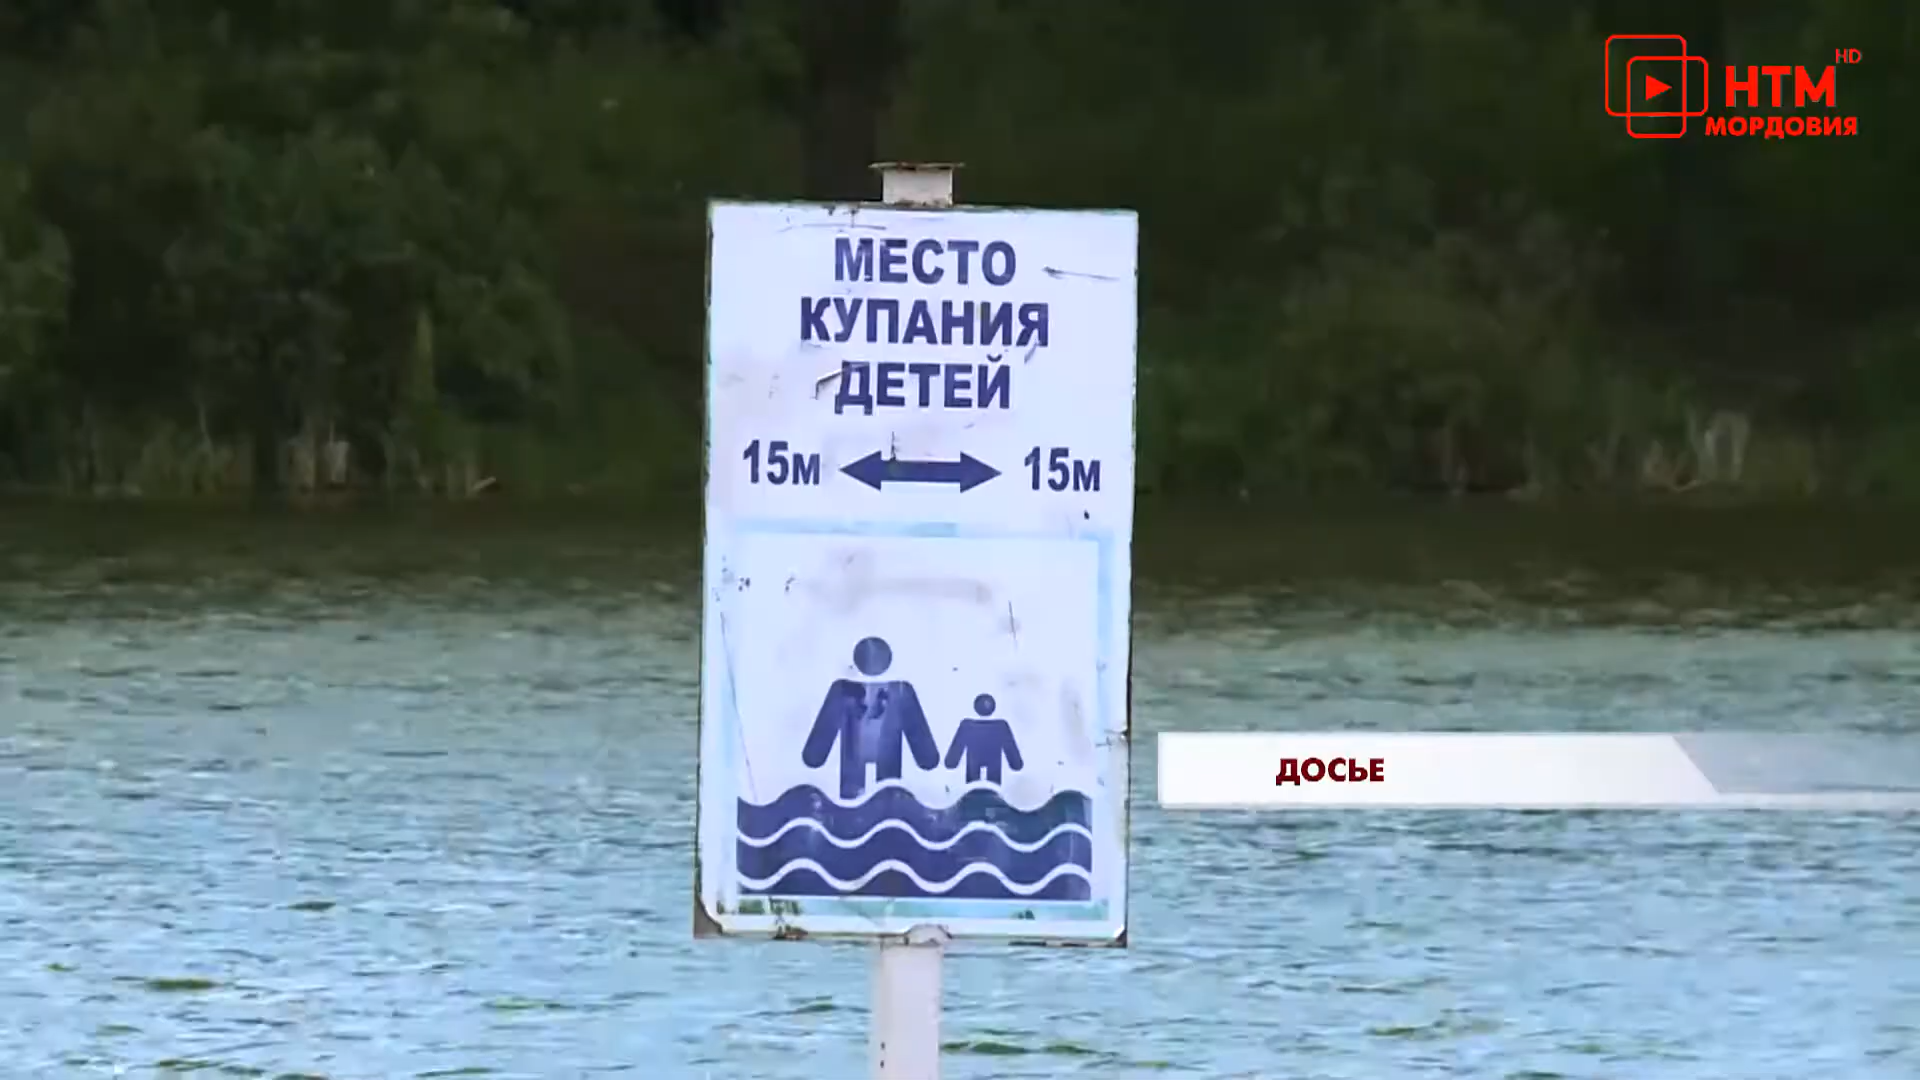 HD
НТМ
МОРДОВИЯ
МЕСТО
КУПАНИЯ
ДЕТЕЙ
15м 15м
ДОСЬЕ